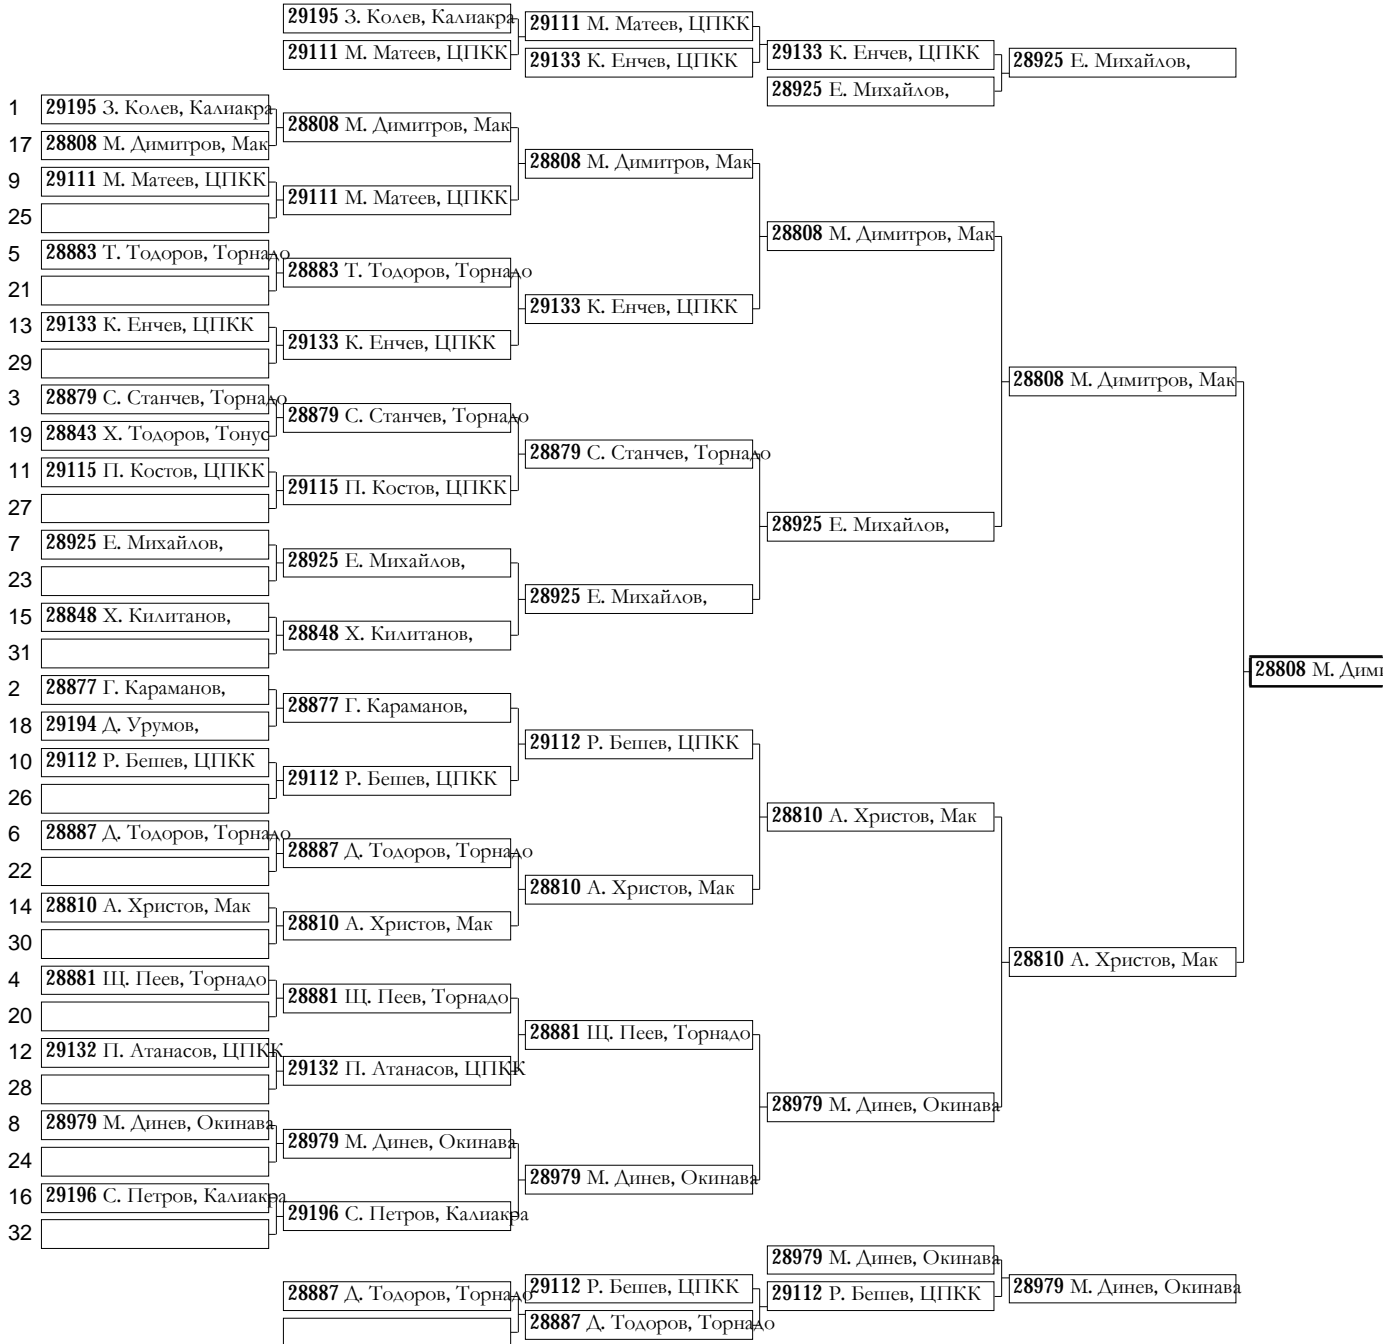 29195 З. Колев, Калиакра
29111 М. Матеев, ЦПКК
29111 М. Матеев, ЦПКК
29133 К. Енчев, ЦПКК
29133 К. Енчев, ЦПКК
28925 Е. Михайлов,
28925 Е. Михайлов,
1 29195 З. Колев, Калиакра
17 28808 М. Димитров, Мак
9 29111 М. Матеев, ЦПКК
25
5 28883 Т. Тодоров, Торнадо
21
13 29133 К. Енчев, ЦПКК
29
3 28879 С. Станчев, Торнадо
19 28843 Х. Тодоров, Тонус
11 29115 П. Костов, ЦПКК
27
7 28925 Е. Михайлов,
23
15 28848 Х. Килитанов,
31
2 28877 Г. Караманов,
18 29194 Д. Урумов,
10 29112 Р. Бешев, ЦПКК
26
6 28887 Д. Тодоров, Торнадо
22
14 28810 А. Христов, Мак
30
4 28881 Щ. Пеев, Торнадо
20
12 29132 П. Атанасов, ЦПКК
28
8 28979 М. Динев, Окинава
24
16 29196 С. Петров, Калиакра
32
28808 М. Димитров, Мак
29111 М. Матеев, ЦПКК
28883 Т. Тодоров, Торнадо
29133 К. Енчев, ЦПКК
28879 С. Станчев, Торнадо
29115 П. Костов, ЦПКК
28925 Е. Михайлов,
28848 Х. Килитанов,
28877 Г. Караманов,
29112 Р. Бешев, ЦПКК
28887 Д. Тодоров, Торнадо
28810 А. Христов, Мак
28881 Щ. Пеев, Торнадо
29132 П. Атанасов, ЦПКК
28979 М. Динев, Окинава
29196 С. Петров, Калиакра
28808 М. Димитров, Мак
29133 К. Енчев, ЦПКК
28879 С. Станчев, Торнадо
28925 Е. Михайлов,
29112 Р. Бешев, ЦПКК
28810 А. Христов, Мак
28881 Щ. Пеев, Торнадо
28979 М. Динев, Окинава
28808 М. Димитров, Мак
28925 Е. Михайлов,
28810 А. Христов, Мак
28979 М. Динев, Окинава
28808 М. Димитров, Мак
28810 А. Христов, Мак
28808 М.
28887 Д. Тодоров, Торнадо
29112 Р. Бешев, ЦПКК
28887 Д. Тодоров, Торнадо
28979 М. Динев, Окинава
29112 Р. Бешев, ЦПКК
28979 М. Динев, Окинава